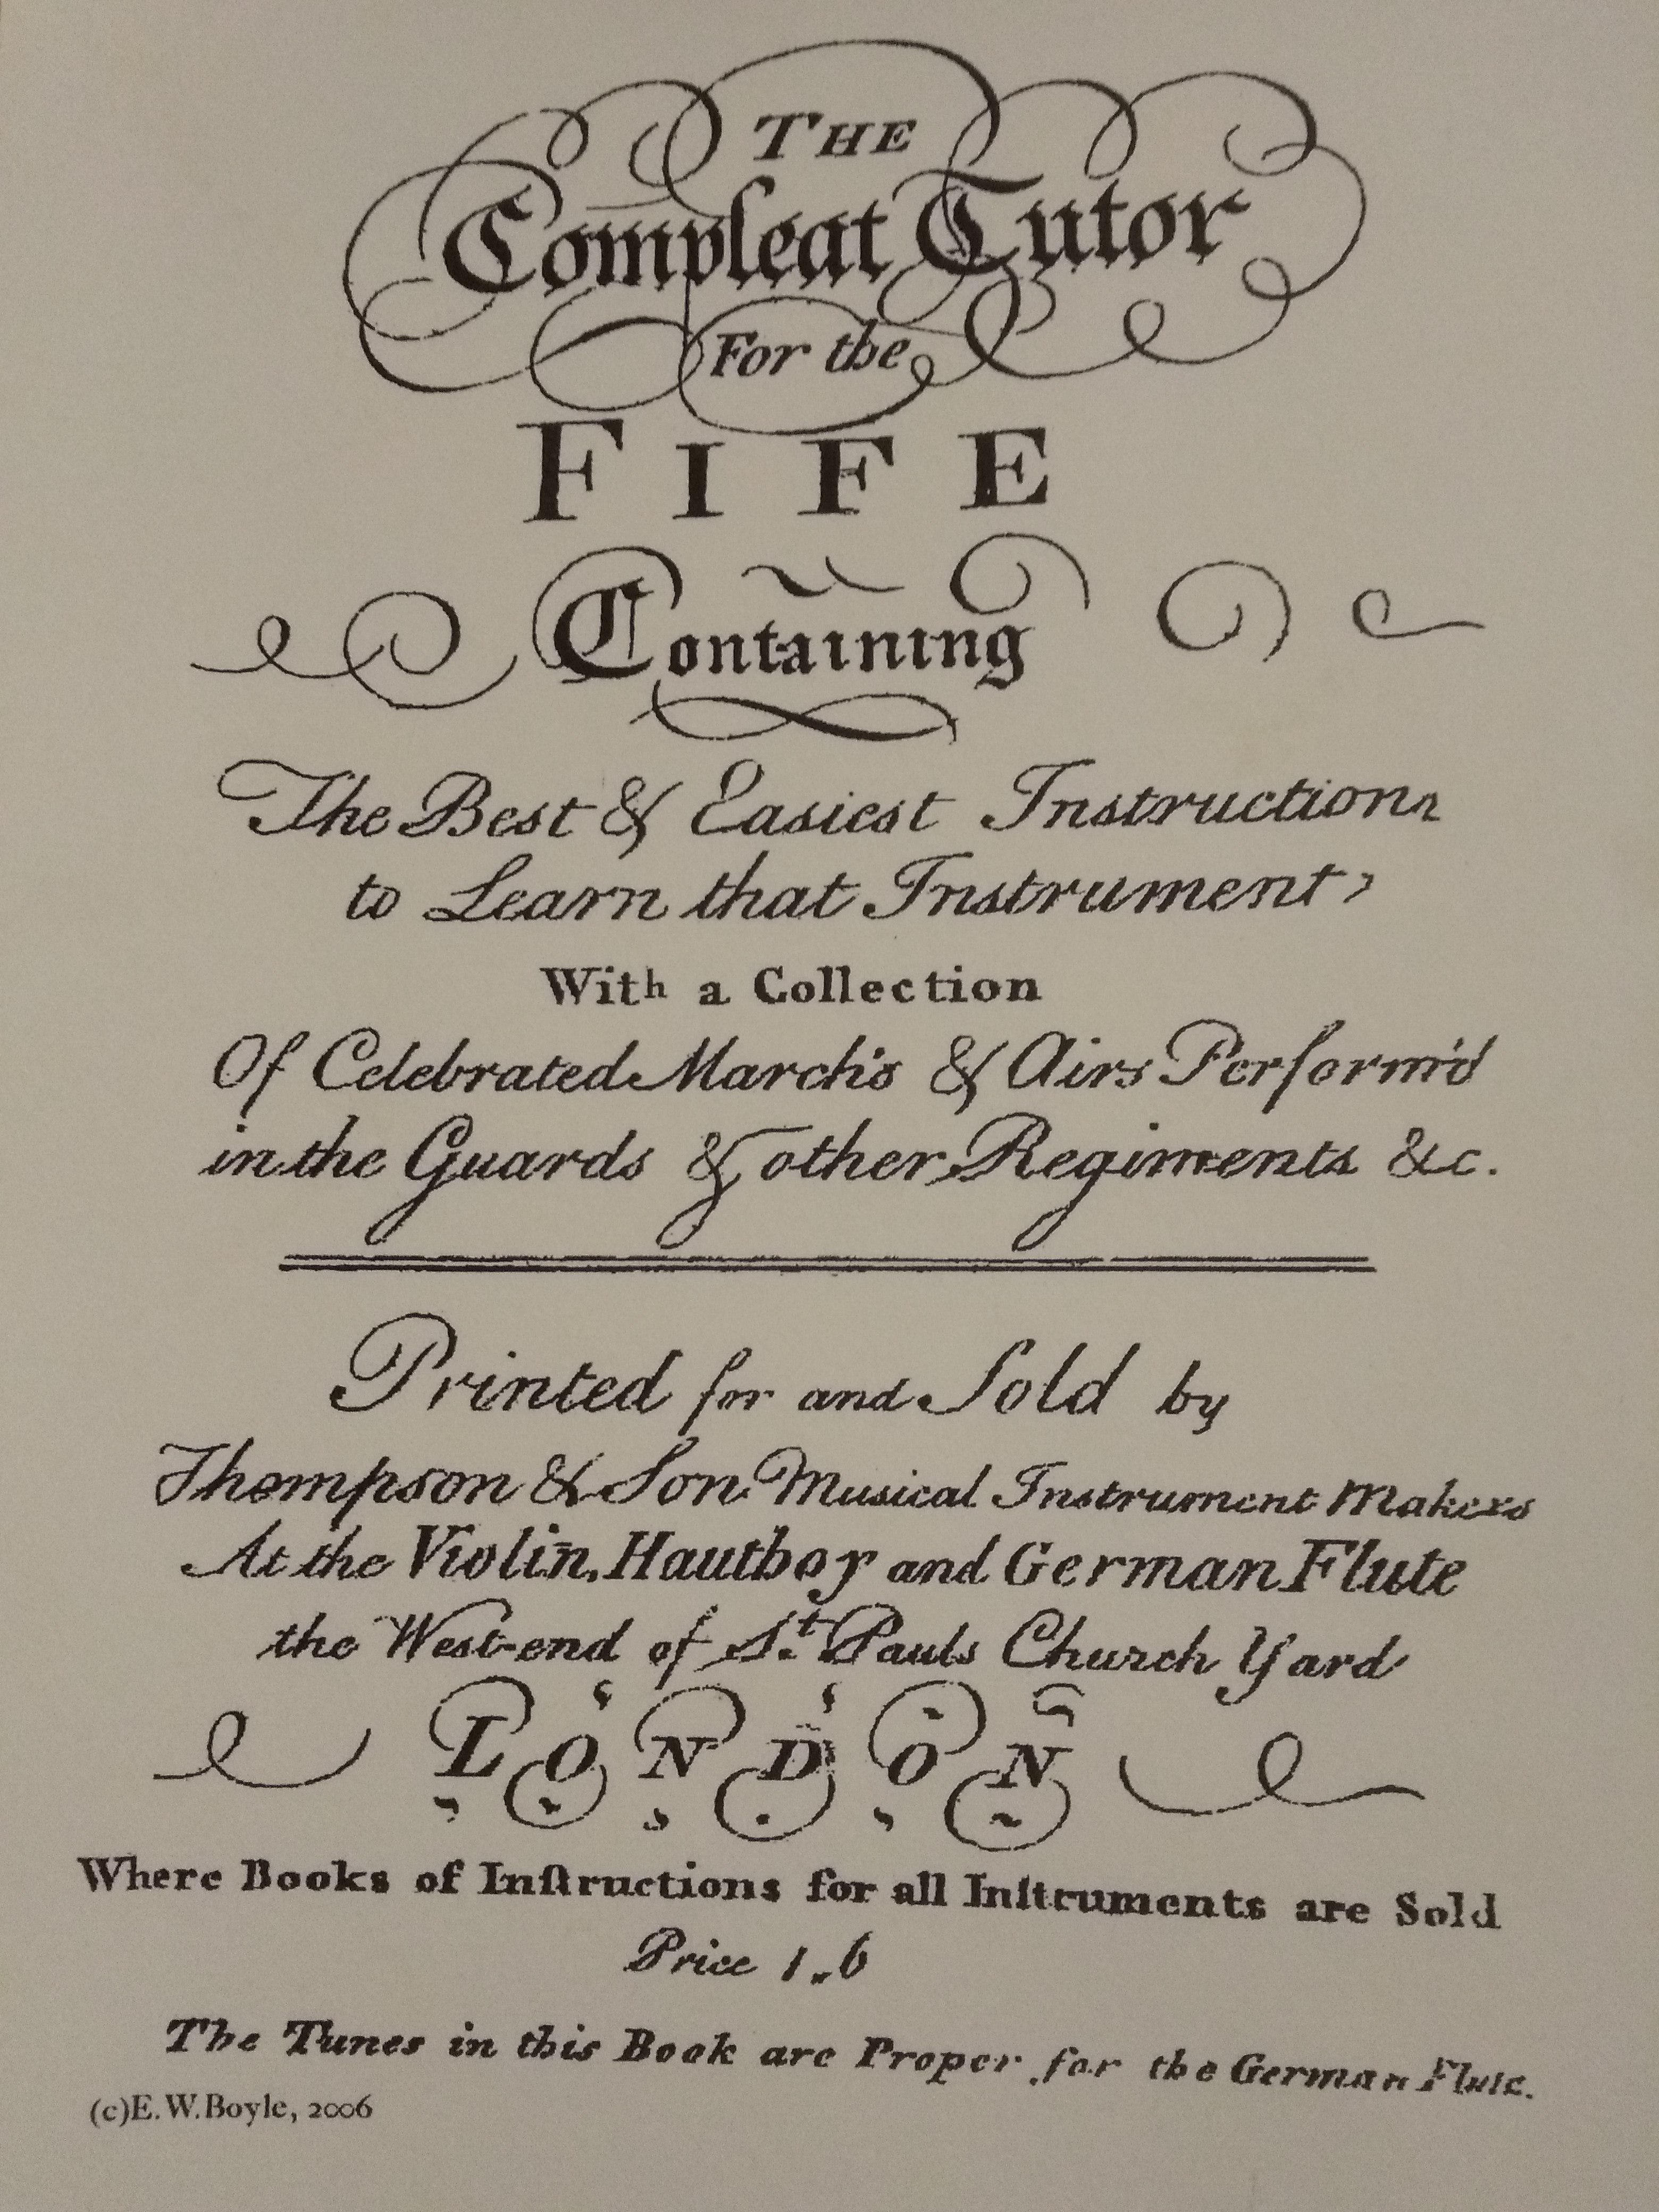 THE
Compleat Tutor
For the
FIFE
Containing
The Best & Easiest Instructions
to Learn that Instrument,
With a Collection
Of Celebrated March's & Airs Perform'd
in the Guards & other Regiments &c.
Printed for and Sold by
Thompson & Son Musical Instrument Makers
At the Violin, Hautboy and German Flute
the West-end of St. Pauls Church Yard
LONDON
Where Books of Inſtructions for all Inſtruments are Sold
Price 1.,6
The Tunes in this Book are Proper for the German Flute.
(c)E.W.Boyle, 2006